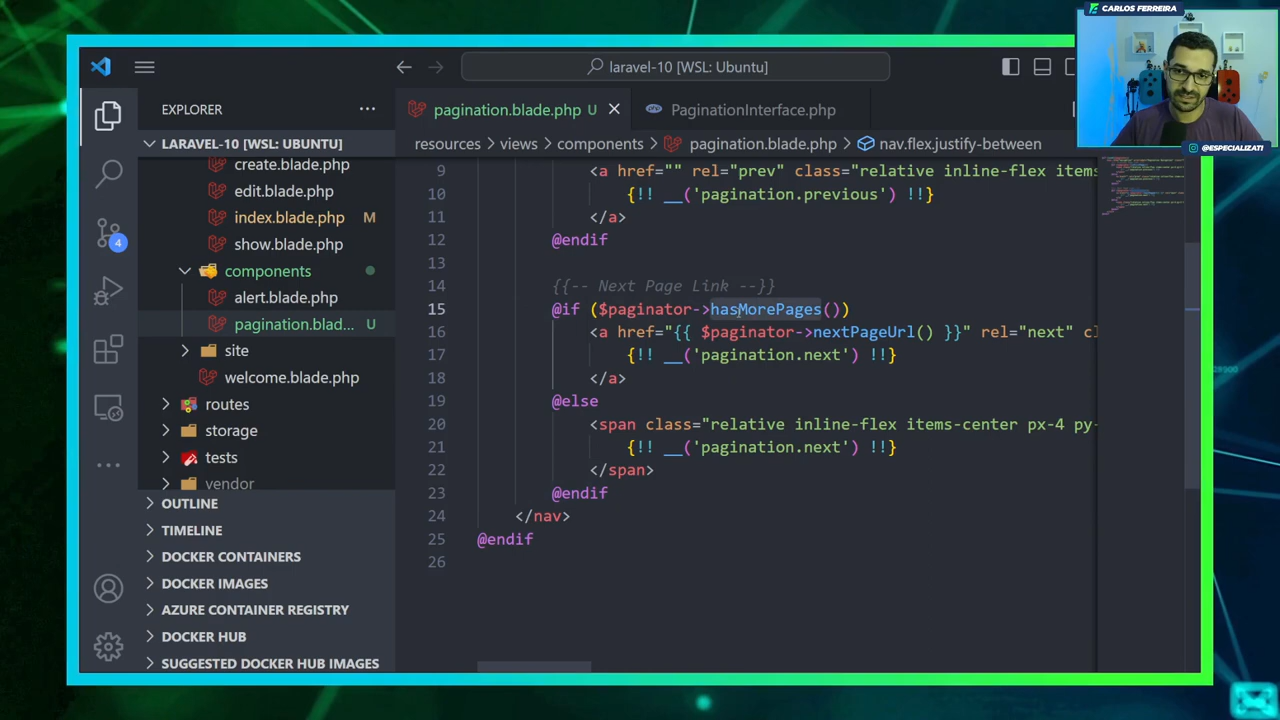 CARLOS FERREIRA
@ESPECIALIZATI
laravel-10 [WSL: Ubuntu]
EXPLORER
pagination.blade.php U
PaginationInterface.php
LARAVEL-10 [WSL: UBUNTU]
resources > views > components > pagination.blade.php > nav.flex.justify-between
create.blade.php
edit.blade.php
index.blade.php M
show.blade.php
components
alert.blade.php
pagination.blad... U
site
welcome.blade.php
routes
storage
tests
vendor
OUTLINE
TIMELINE
DOCKER CONTAINERS
DOCKER IMAGES
AZURE CONTAINER REGISTRY
DOCKER HUB
SUGGESTED DOCKER HUB IMAGES
4
9 <a href="" rel="prev" class="relative inline-flex items
10 {!! __('pagination.previous') !!}
11 </a>
12 @endif
13
14 {{-- Next Page Link --}}
15 @if ($paginator->hasMorePages())
16 <a href="{{ $paginator->nextPageUrl() }}" rel="next" cl
17 {!! __('pagination.next') !!}
18 </a>
19 @else
20 <span class="relative inline-flex items-center px-4 py-
21 {!! __('pagination.next') !!}
22 </span>
23 @endif
24 </nav>
25 @endif
26